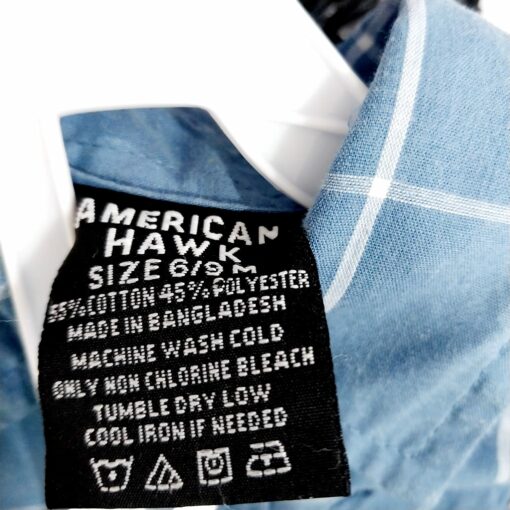 AMERICAN
HAWK
SIZE 6/9 M
55% COTTON 45% POLYESTER
MADE IN BANGLADESH
MACHINE WASH COLD
ONLY NON CHLORINE BLEACH
TUMBLE DRY LOW
COOL IRON IF NEEDED